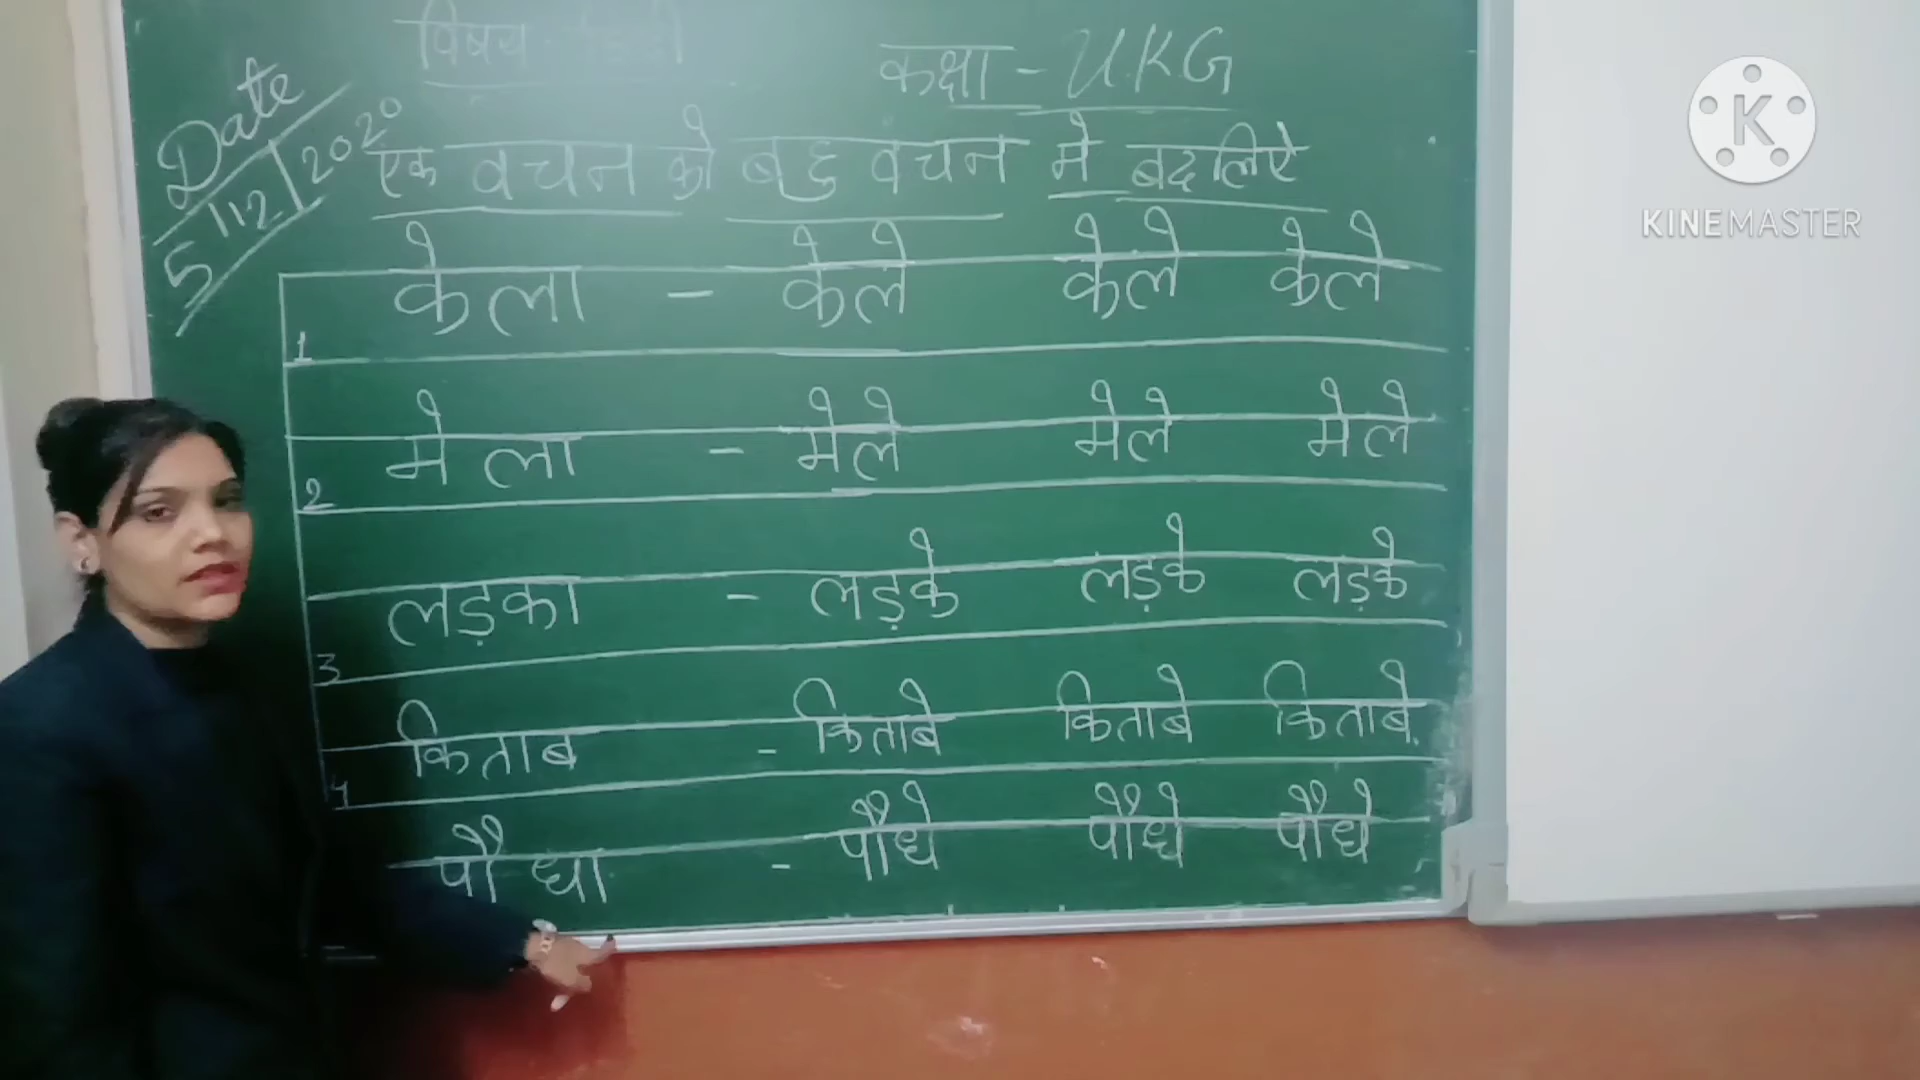 विषय - हिन्दी
कक्षा - U.K.G
Date
5/12/2020
एक वचन को बहु वचन मे बदलिऐ
1 केला - केले केले केले
2 मेला - मेले मेले मेले
3 लड़का - लड़के लड़के लड़के
4 किताब - किताबे किताबे किताबे
पौधा - पौधे पौधे पौधे
K
KINEMASTER